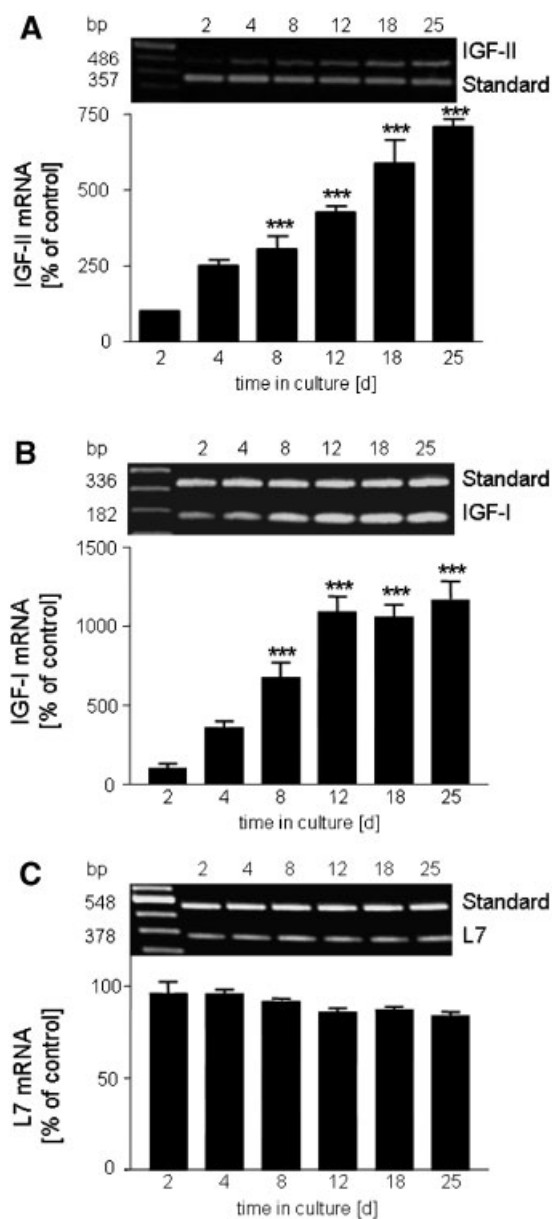 A
bp 2 4 8 12 18 25
486 IGF-II
357 Standard
IGF-II mRNA
[% of control]
750
500
250
0
*** *** *** ***
2 4 8 12 18 25
time in culture [d]
B
bp 2 4 8 12 18 25
336 Standard
182 IGF-I
IGF-I mRNA
[% of control]
1500
1000
500
0
*** *** *** ***
2 4 8 12 18 25
time in culture [d]
C
bp 2 4 8 12 18 25
548 Standard
378 L7
L7 mRNA
[% of control]
100
50
0
2 4 8 12 18 25
time in culture [d]